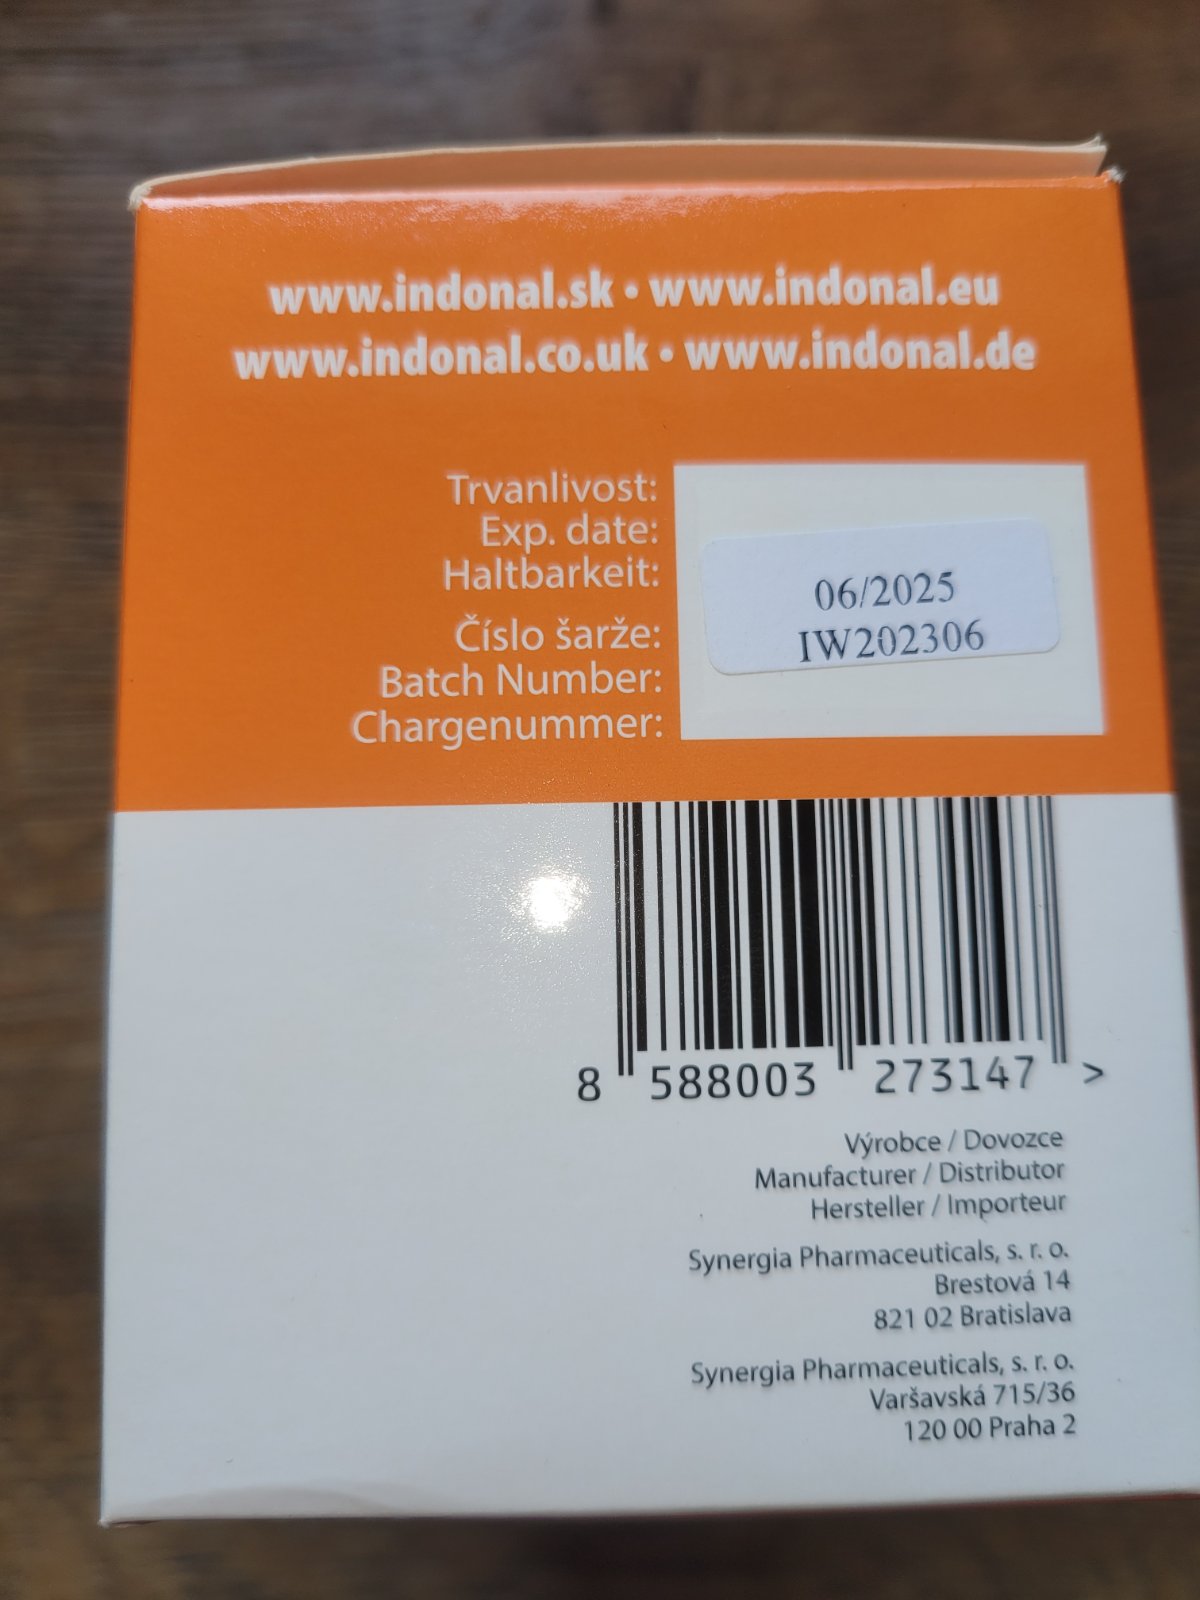 www.indonal.sk • www.indonal.eu
www.indonal.co.uk • www.indonal.de
Trvanlivost:
Exp. date:
Haltbarkeit:
06/2025
Číslo šarže:
Batch Number:
Chargenummer:
IW202306
8 588003 273147 >
Výrobce / Dovozce
Manufacturer / Distributor
Hersteller / Importeur
Synergia Pharmaceuticals, s. r. o.
Brestová 14
821 02 Bratislava
Synergia Pharmaceuticals, s. r. o.
Varšavská 715/36
120 00 Praha 2